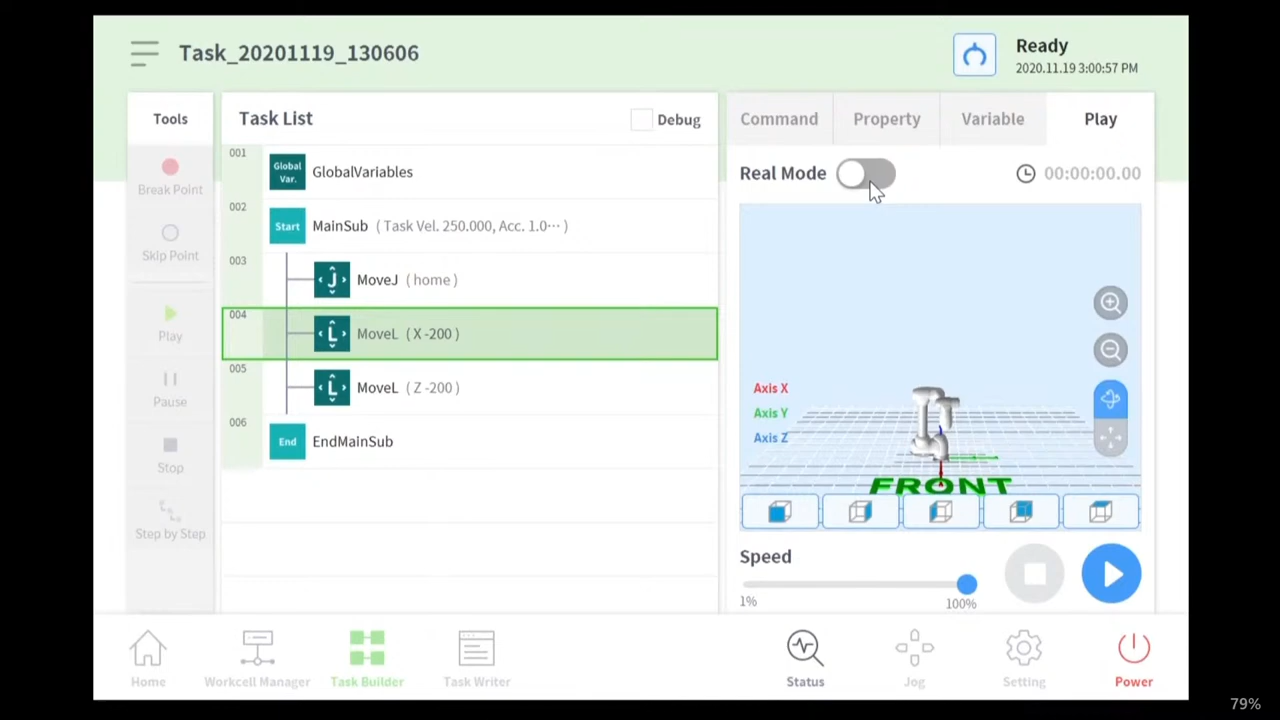 Task_20201119_130606
Ready
2020.11.19 3:00:57 PM
Tools
Break Point
Skip Point
Play
Pause
Stop
Step by Step
Task List
Debug
001
Global Var.
GlobalVariables
002
Start
MainSub ( Task Vel. 250.000, Acc. 1.0⋯ )
003
J
MoveJ ( home )
004
L
MoveL ( X -200 )
005
L
MoveL ( Z -200 )
006
End
EndMainSub
Command
Property
Variable
Play
Real Mode
00:00:00.00
Axis X
Axis Y
Axis Z
FRONT
Speed
1%
100%
Home
Workcell Manager
Task Builder
Task Writer
Status
Jog
Setting
Power
79%